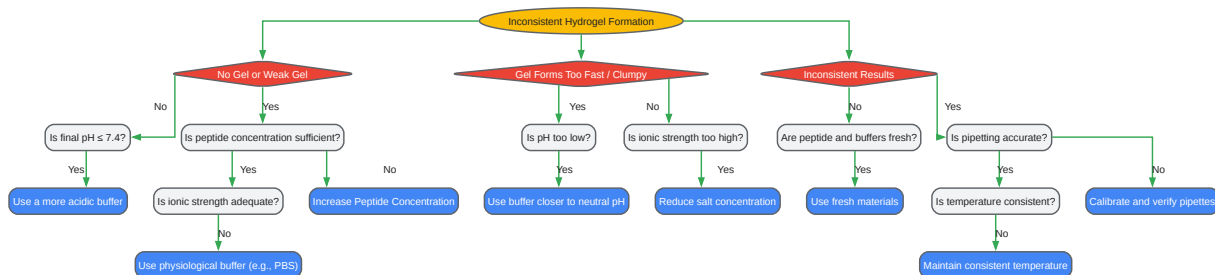 Inconsistent Hydrogel Formation
No Gel or Weak Gel
Gel Forms Too Fast / Clumpy
Inconsistent Results
No
Yes
Yes
No
No
Yes
Is final pH ≤ 7.4?
Is peptide concentration sufficient?
Is pH too low?
Is ionic strength too high?
Are peptide and buffers fresh?
Is pipetting accurate?
Yes
Yes
No
Yes
Yes
Yes
Yes
No
Use a more acidic buffer
Is ionic strength adequate?
Increase Peptide Concentration
Use buffer closer to neutral pH
Reduce salt concentration
Use fresh materials
Is temperature consistent?
Calibrate and verify pipettes
No
No
Use physiological buffer (e.g., PBS)
Maintain consistent temperature